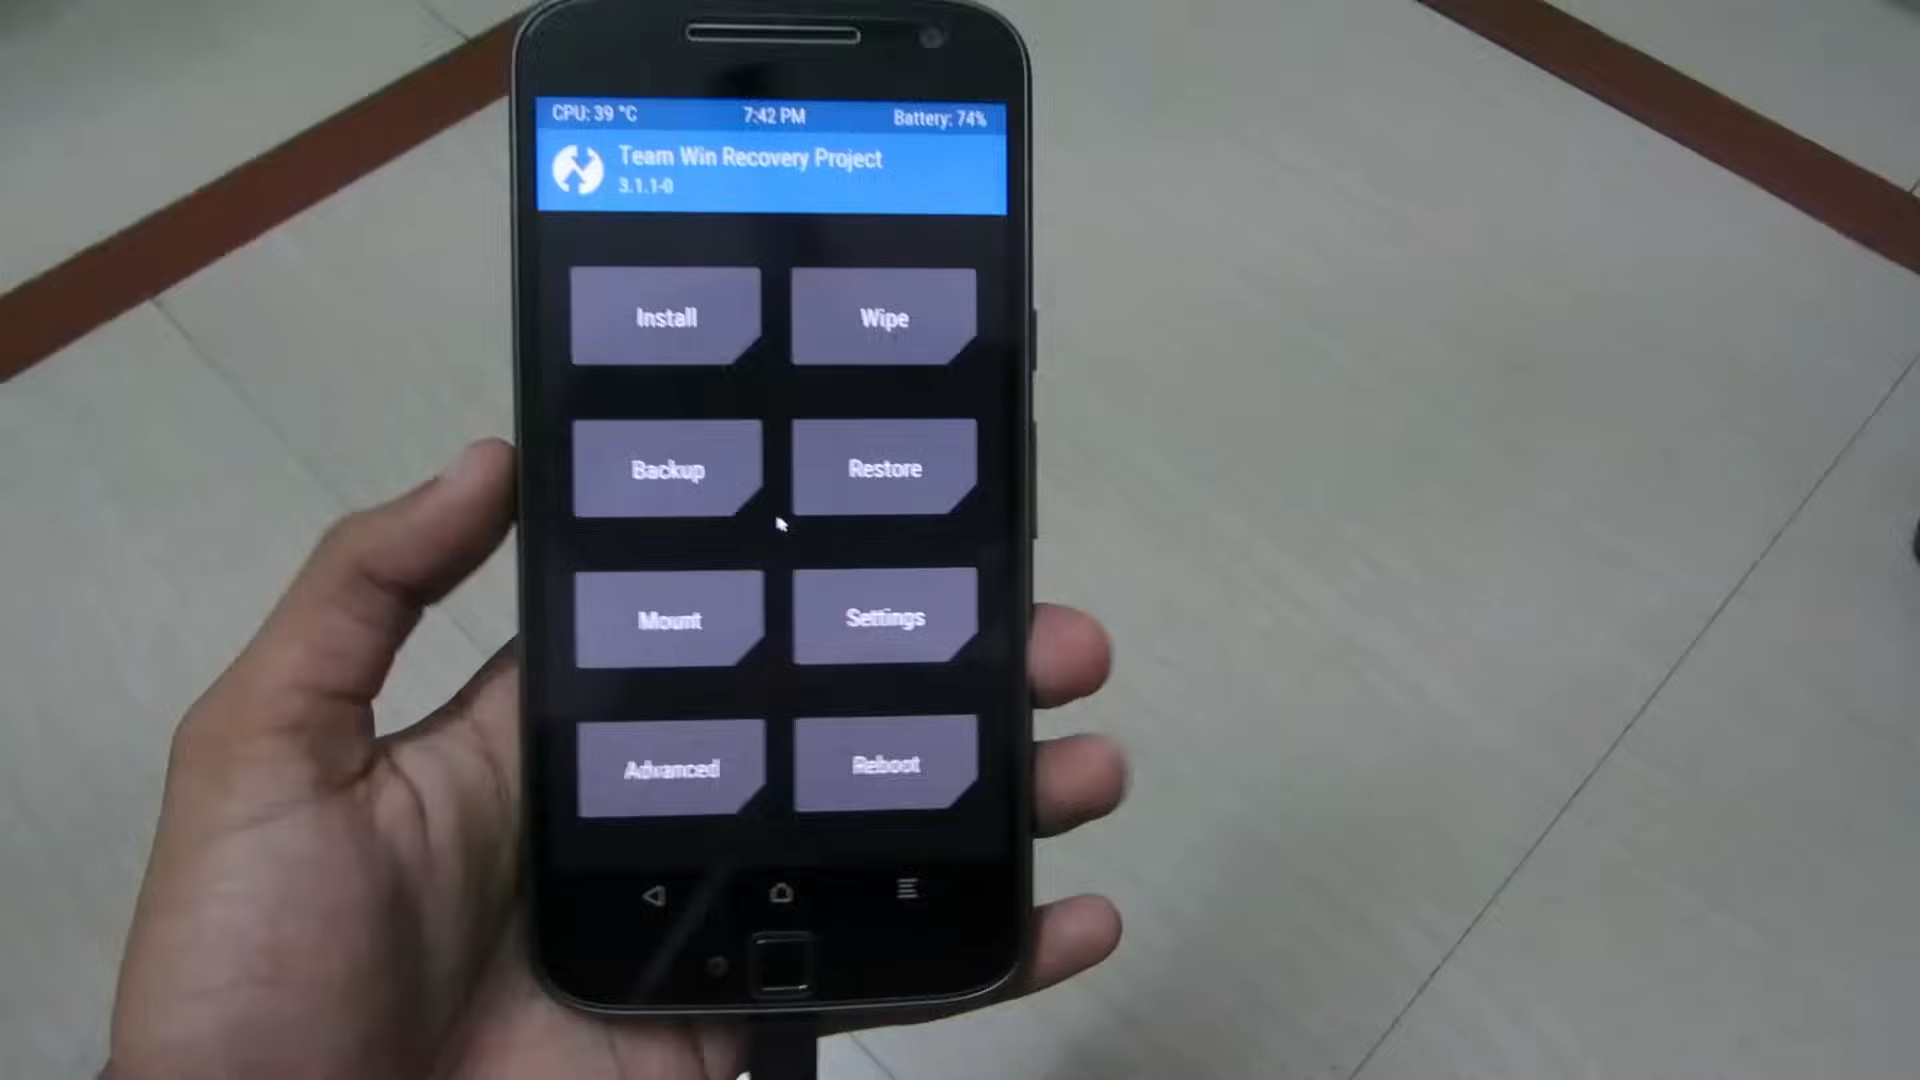 CPU: 39 °C 7:42 PM Battery: 74%
Team Win Recovery Project
3.1.1-0
Install Wipe
Backup Restore
Mount Settings
Advanced Reboot